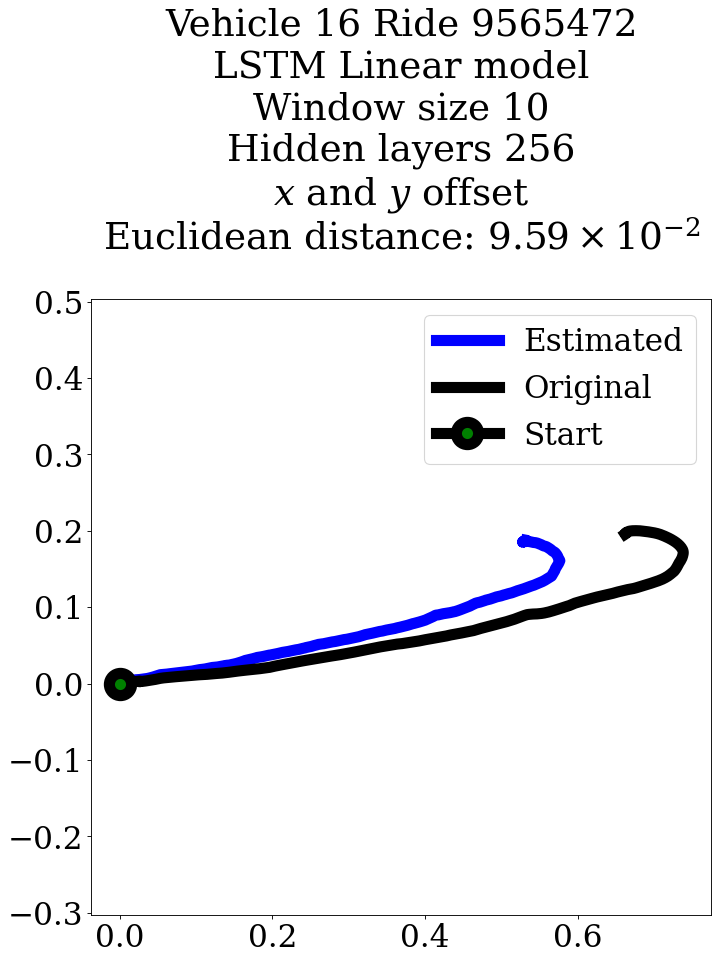 Vehicle 16 Ride 9565472
LSTM Linear model
Window size 10
Hidden layers 256
x and y offset
Euclidean distance: 9.59 × 10⁻²
0.5
Estimated
0.4
Original
0.3
Start
0.2
0.1
0.0
−0.1
−0.2
−0.3
0.0 0.2 0.4 0.6